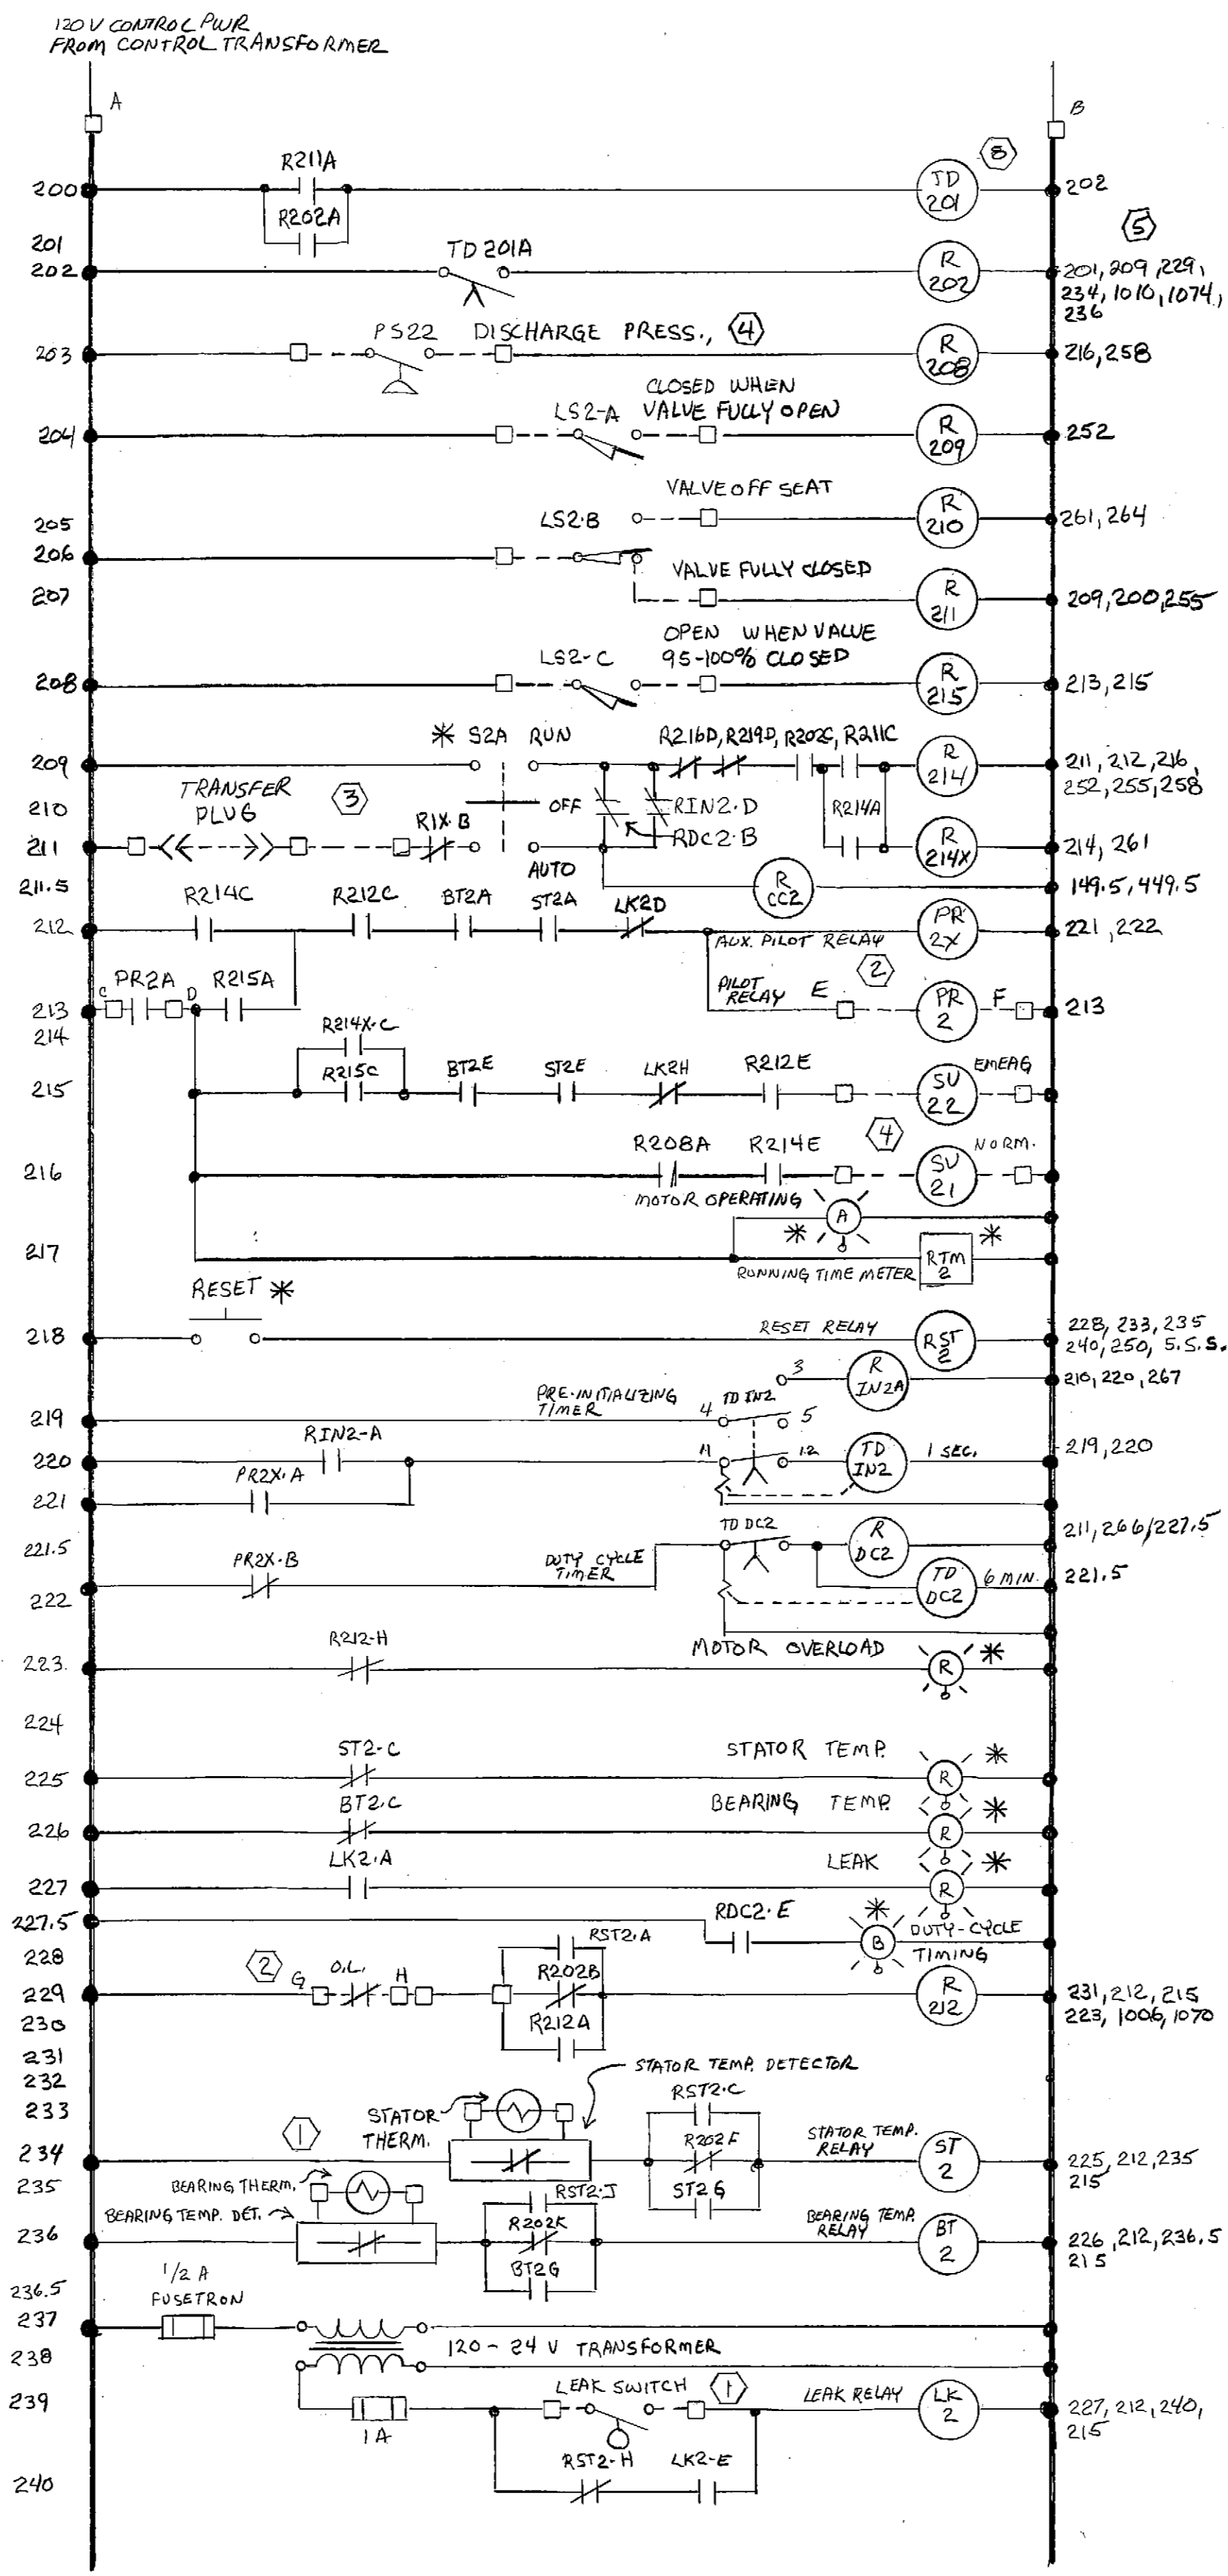 120 V CONTROL PWR
FROM CONTROL TRANSFORMER
A
B
R211A
8
200
TD
201
202
R202A
5
201
TD 201A
202
R
202
201, 209, 229,
234, 1010, 1074,
236
PS22 DISCHARGE PRESS., 4
203
R
208
216, 258
CLOSED WHEN
LS2-A VALVE FULLY OPEN
204
R
209
252
VALVE OFF SEAT
205
LS2-B
R
210
261, 264
206
VALVE FULLY CLOSED
207
R
211
209, 200, 255
OPEN WHEN VALVE
LS2-C 95-100% CLOSED
208
R
215
213, 215
* S2A RUN
R216D, R219D, R202C, R211C
209
R
214
211, 212, 216,
252, 255, 258
TRANSFER
PLUG
3
210
OFF
RIN2-D
R214A
R1X-B
RDC2-B
211
R
214X
214, 261
AUTO
211.5
R
CC2
149.5, 449.5
R214C
R212C
BT2A
ST2A
LK2D
212
AUX. PILOT RELAY
PR
2X
221, 222
C
PR2A
D
R215A
PILOT
RELAY
E
2
213
PR
2
F
213
214
R214X-C
R215C
BT2E
ST2E
LK2H
R212E
EMEAG
215
SV
22
R208A
R214E
4
NORM.
216
SV
21
MOTOR OPERATING
A
*
217
RUNNING TIME METER
RTM
2
*
RESET *
218
RESET RELAY
RST
2
228, 233, 235
240, 250, S.S.S.
3
R
IN2A
210, 220, 267
PRE-INITIALIZING
TIMER
TD IN2
219
4
5
RIN2-A
220
11
12
TD
IN2
1 SEC.
219, 220
PR2X-A
221
TD DC2
221.5
R
DC2
211, 266, 227.5
PR2X-B
DUTY CYCLE
TIMER
222
TD
DC2
6 MIN.
221.5
R212-H
MOTOR OVERLOAD
223
R
*
224
ST2-C
STATOR TEMP.
225
R
*
BT2-C
BEARING TEMP.
226
R
*
LK2-A
LEAK
227
R
*
227.5
RDC2-E
*
B
DUTY-CYCLE
TIMING
228
RST2-A
2
G
O.L.
H
R202B
229
R
212
231, 212, 215
223, 1006, 1070
230
R212A
231
232
STATOR TEMP. DETECTOR
233
STATOR
THERM.
RST2-C
1
234
R202F
STATOR TEMP.
RELAY
ST
2
225, 212, 235
215
235
BEARING THERM.
ST2G
RST2-J
BEARING TEMP. DET.
236
R202K
BEARING TEMP.
RELAY
BT
2
226, 212, 236.5
215
BT2G
236.5
1/2 A
FUSETRON
237
238
120 - 24 V TRANSFORMER
LEAK SWITCH
1
239
1A
LEAK RELAY
LK
2
227, 212, 240,
215
RST2-H
LK2-E
240